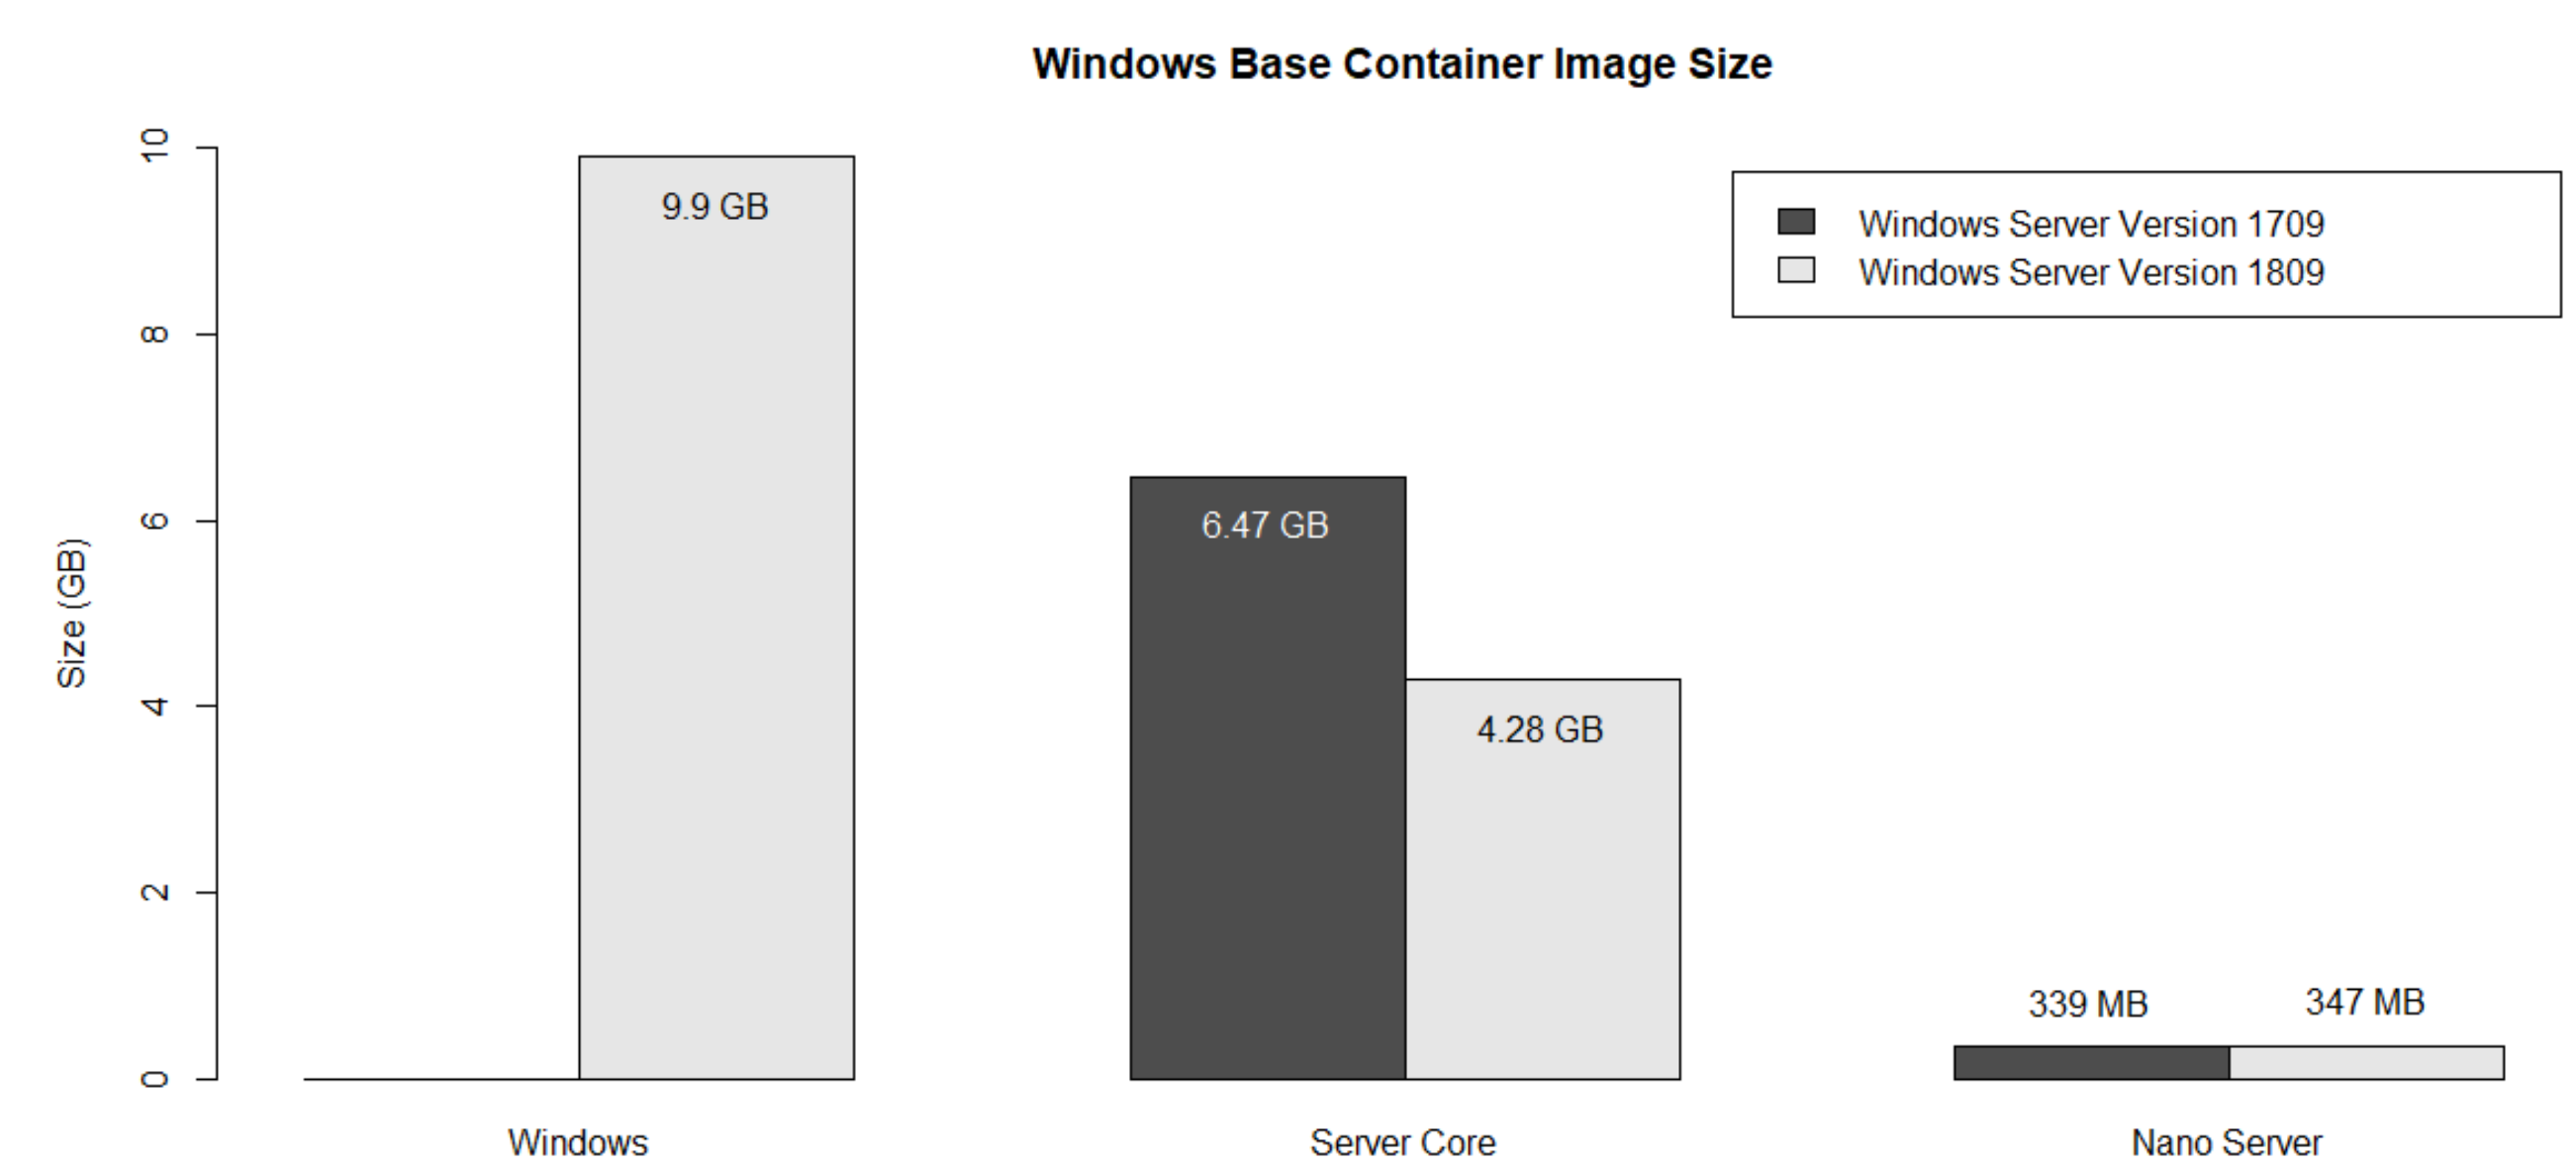 Windows Base Container Image Size
Windows Server Version 1709
Windows Server Version 1809
Size (GB)
10
8
6
4
2
0
9.9 GB
6.47 GB
4.28 GB
339 MB
347 MB
Windows
Server Core
Nano Server